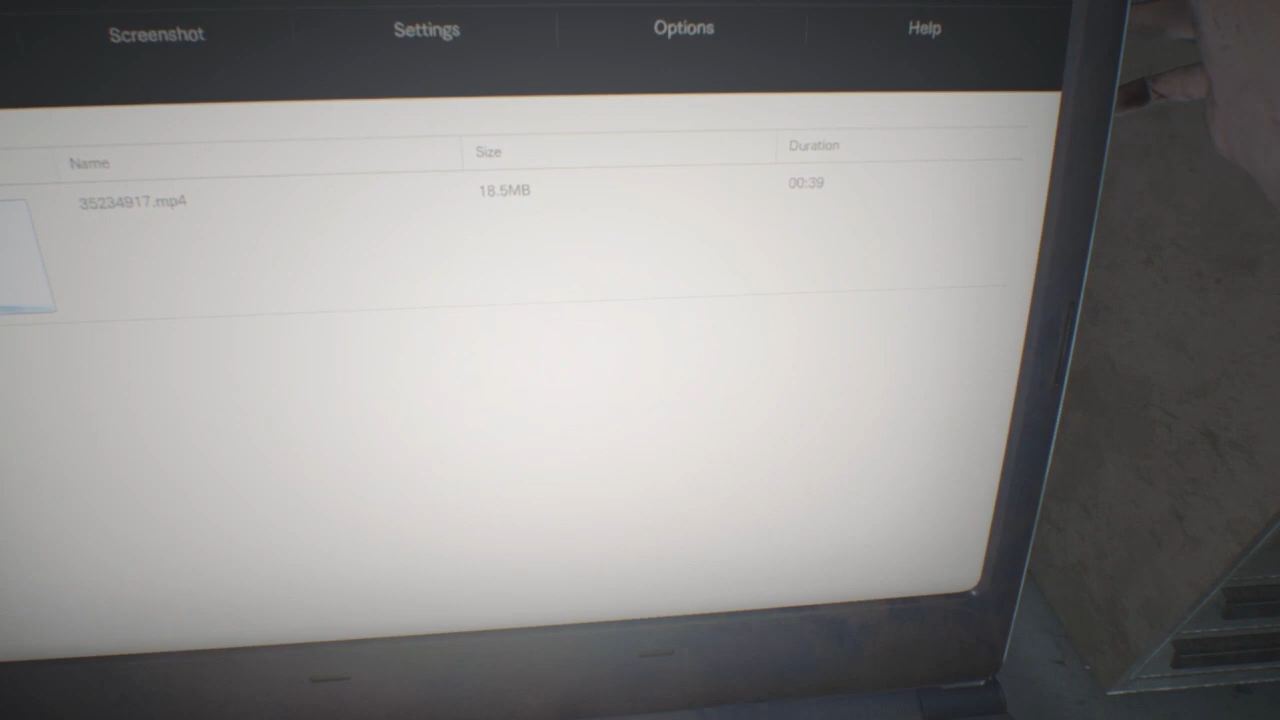 Screenshot Settings Options Help
Name Size Duration
35234917.mp4 18.5MB 00:39